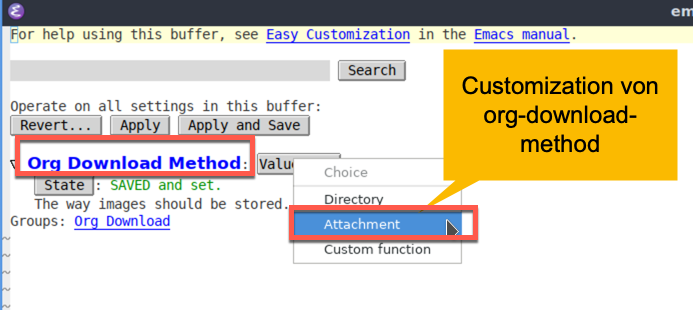 em
For help using this buffer, see Easy Customization in the Emacs manual.
Search
Operate on all settings in this buffer:
Revert... Apply Apply and Save
Org Download Method:
State : SAVED and set.
The way images should be stored.
Groups: Org Download
Choice
Directory
Attachment
Custom function
Customization von
org-download-
method
~
~
~
~
~